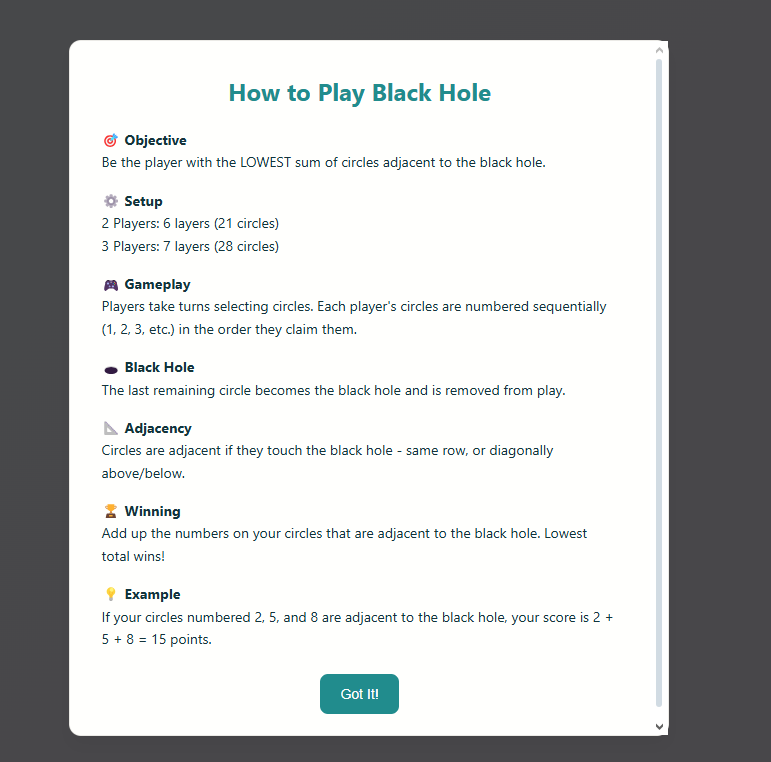 How to Play Black Hole
🎯 Objective
Be the player with the LOWEST sum of circles adjacent to the black hole.
⚙️ Setup
2 Players: 6 layers (21 circles)
3 Players: 7 layers (28 circles)
🎮 Gameplay
Players take turns selecting circles. Each player's circles are numbered sequentially
(1, 2, 3, etc.) in the order they claim them.
🕳️ Black Hole
The last remaining circle becomes the black hole and is removed from play.
📐 Adjacency
Circles are adjacent if they touch the black hole - same row, or diagonally
above/below.
🏆 Winning
Add up the numbers on your circles that are adjacent to the black hole. Lowest
total wins!
💡 Example
If your circles numbered 2, 5, and 8 are adjacent to the black hole, your score is 2 +
5 + 8 = 15 points.
Got It!